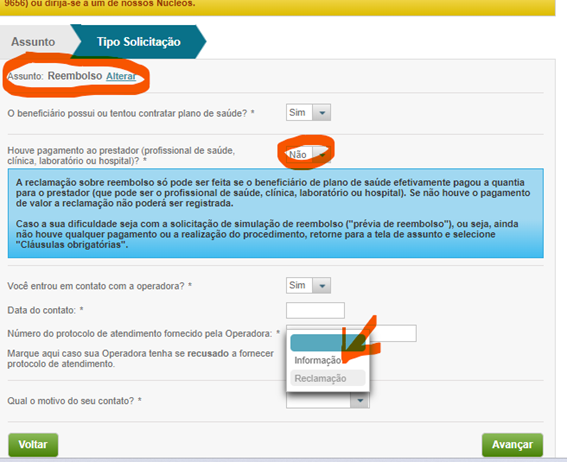 9656) ou dirija-se a um de nossos Núcleos.
Assunto
Tipo Solicitação
Assunto: Reembolso Alterar
O beneficiário possui ou tentou contratar plano de saúde? * Sim
Houve pagamento ao prestador (profissional de saúde,
clínica, laboratório ou hospital)? * Não
A reclamação sobre reembolso só pode ser feita se o beneficiário de plano de saúde efetivamente pagou a quantia
para o prestador (que pode ser o profissional de saúde, clínica, laboratório ou hospital). Se não houve o pagamento
de valor a reclamação não poderá ser registrada.
Caso a sua dificuldade seja com a solicitação de simulação de reembolso ("prévia de reembolso"), ou seja, ainda
não houve qualquer pagamento ou a realização do procedimento, retorne para a tela de assunto e selecione
"Cláusulas obrigatórias".
Você entrou em contato com a operadora? * Sim
Data do contato: *
Número do protocolo de atendimento fornecido pela Operadora: *
Marque aqui caso sua Operadora tenha se recusado a fornecer
protocolo de atendimento.
Informação
Reclamação
Qual o motivo do seu contato? *
Voltar
Avançar